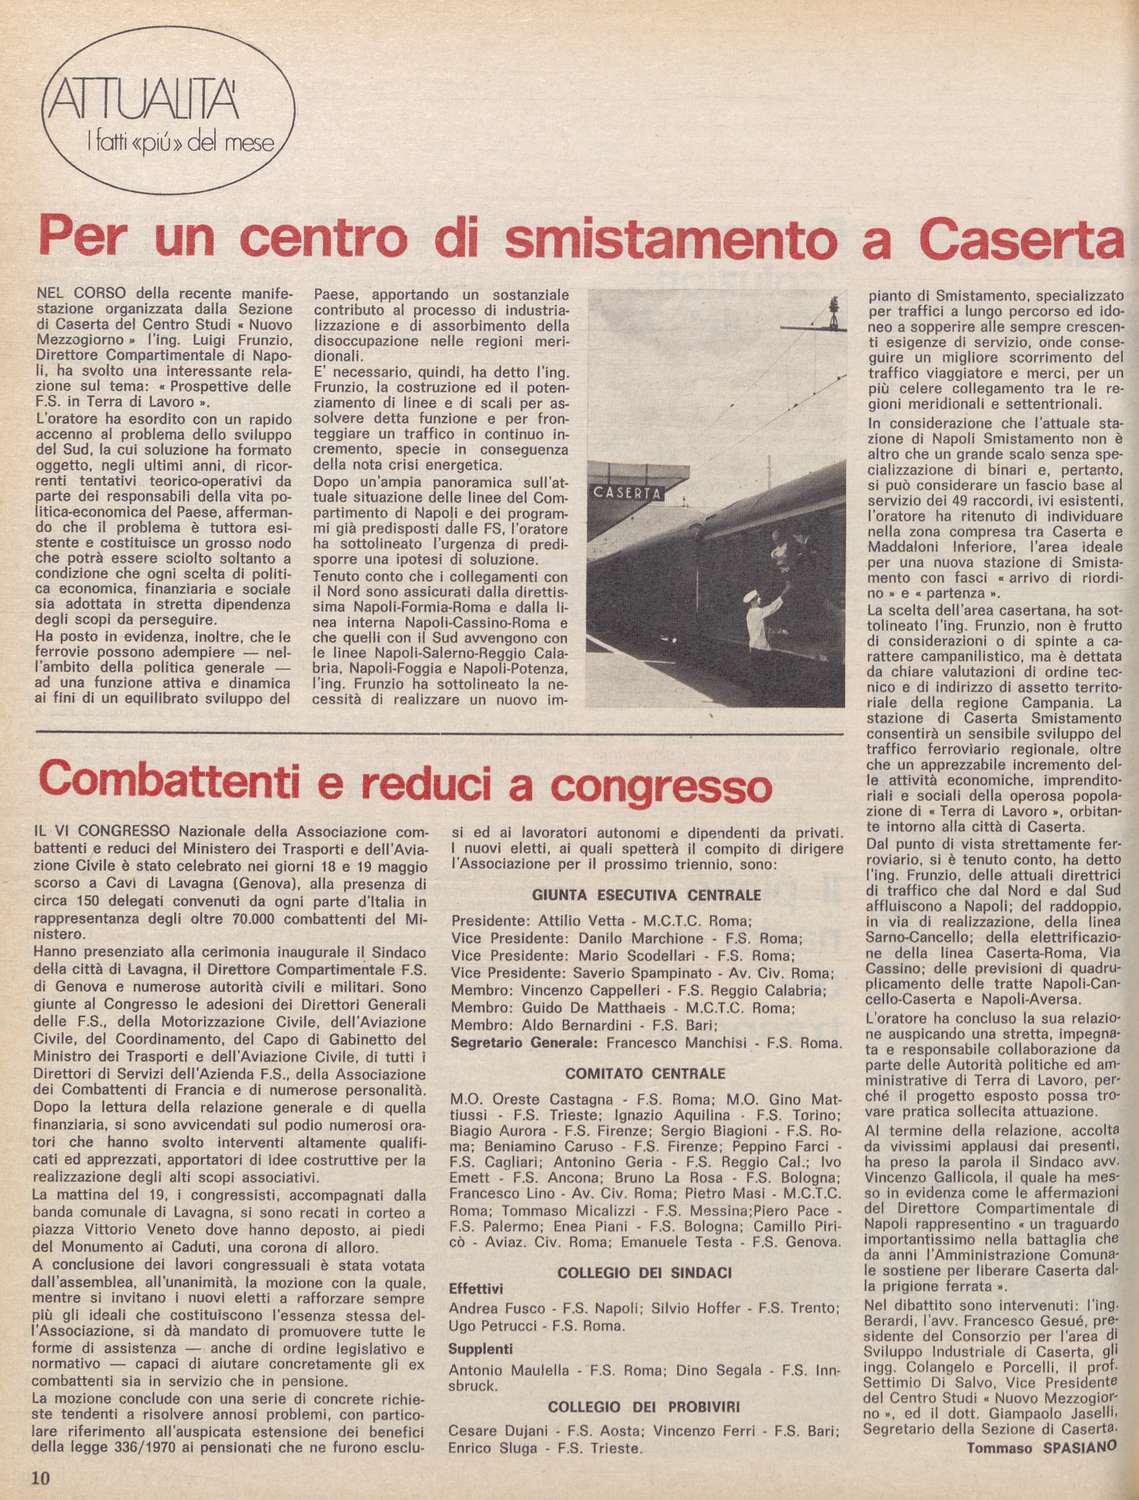 ATTUALITA'
I fatti «più» del mese
Per un centro di smistamento a Caserta
NEL CORSO della recente manife-
stazione organizzata dalla Sezione
di Caserta del Centro Studi « Nuovo
Mezzogiorno » l'ing. Luigi Frunzio,
Direttore Compartimentale di Napo-
li, ha svolto una interessante rela-
zione sul tema: « Prospettive delle
F.S. in Terra di Lavoro ».
L'oratore ha esordito con un rapido
accenno al problema dello sviluppo
del Sud, la cui soluzione ha formato
oggetto, negli ultimi anni, di ricor-
renti tentativi teorico-operativi da
parte dei responsabili della vita po-
litica-economica del Paese, afferman-
do che il problema è tuttora esi-
stente e costituisce un grosso nodo
che potrà essere sciolto soltanto a
condizione che ogni scelta di politi-
ca economica, finanziaria e sociale
sia adottata in stretta dipendenza
degli scopi da perseguire.
Ha posto in evidenza, inoltre, che le
ferrovie possono adempiere — nel-
l'ambito della politica generale —
ad una funzione attiva e dinamica
ai fini di un equilibrato sviluppo del
Paese, apportando un sostanziale
contributo al processo di industria-
lizzazione e di assorbimento della
disoccupazione nelle regioni meri-
dionali.
E' necessario, quindi, ha detto l'ing.
Frunzio, la costruzione ed il poten-
ziamento di linee e di scali per as-
solvere detta funzione e per fron-
teggiare un traffico in continuo in-
cremento, specie in conseguenza
della nota crisi energetica.
Dopo un'ampia panoramica sull'at-
tuale situazione delle linee del Com-
partimento di Napoli e dei program-
mi già predisposti dalle FS, l'oratore
ha sottolineato l'urgenza di predi-
sporre una ipotesi di soluzione.
Tenuto conto che i collegamenti con
il Nord sono assicurati dalla direttis-
sima Napoli-Formia-Roma e dalla li-
nea interna Napoli-Cassino-Roma e
che quelli con il Sud avvengono con
le linee Napoli-Salerno-Reggio Cala-
bria, Napoli-Foggia e Napoli-Potenza,
l'ing. Frunzio ha sottolineato la ne-
cessità di realizzare un nuovo im-
CASERTA
pianto di Smistamento, specializzato
per traffici a lungo percorso ed ido-
neo a sopperire alle sempre crescen-
ti esigenze di servizio, onde conse-
guire un migliore scorrimento del
traffico viaggiatore e merci, per un
più celere collegamento tra le re-
gioni meridionali e settentrionali.
In considerazione che l'attuale sta-
zione di Napoli Smistamento non è
altro che un grande scalo senza spe-
cializzazione di binari e, pertanto,
si può considerare un fascio base al
servizio dei 49 raccordi, ivi esistenti,
l'oratore ha ritenuto di individuare
nella zona compresa tra Caserta e
Maddaloni Inferiore, l'area ideale
per una nuova stazione di Smista-
mento con fasci « arrivo di riordi-
no » e « partenza ».
La scelta dell'area casertana, ha sot-
tolineato l'ing. Frunzio, non è frutto
di considerazioni o di spinte a ca-
rattere campanilistico, ma è dettata
da chiare valutazioni di ordine tec-
nico e di indirizzo di assetto territo-
riale della regione Campania. La
stazione di Caserta Smistamento
consentirà un sensibile sviluppo del
traffico ferroviario regionale, oltre
che un apprezzabile incremento del-
le attività economiche, imprendito-
riali e sociali della operosa popola-
zione di « Terra di Lavoro », orbitan-
te intorno alla città di Caserta.
Dal punto di vista strettamente fer-
roviario, si è tenuto conto, ha detto
l'ing. Frunzio, delle attuali direttrici
di traffico che dal Nord e dal Sud
affluiscono a Napoli; del raddoppio,
in via di realizzazione, della linea
Sarno-Cancello; della elettrificazio-
ne della linea Caserta-Roma, Via
Cassino; delle previsioni di quadru-
plicamento delle tratte Napoli-Can-
cello-Caserta e Napoli-Aversa.
L'oratore ha concluso la sua relazio-
ne auspicando una stretta, impegna-
ta e responsabile collaborazione da
parte delle Autorità politiche ed am-
ministrative di Terra di Lavoro, per-
ché il progetto esposto possa tro-
vare pratica sollecita attuazione.
Al termine della relazione, accolta
da vivissimi applausi dai presenti,
ha preso la parola il Sindaco avv.
Vincenzo Gallicola, il quale ha mes-
so in evidenza come le affermazioni
del Direttore Compartimentale di
Napoli rappresentino « un traguardo
importantissimo nella battaglia che
da anni l'Amministrazione Comuna-
le sostiene per liberare Caserta dal-
la prigione ferrata ».
Nel dibattito sono intervenuti: l'ing.
Berardi, l'avv. Francesco Gesué, pre-
sidente del Consorzio per l'area di
Sviluppo Industriale di Caserta, gli
ingg. Colangelo e Porcelli, il prof.
Settimio Di Salvo, Vice Presidente
del Centro Studi « Nuovo Mezzogior-
no », ed il dott. Giampaolo Jaselli,
Segretario della Sezione di Caserta.
Tommaso SPASIANO
Combattenti e reduci a congresso
IL VI CONGRESSO Nazionale della Associazione com-
battenti e reduci del Ministero dei Trasporti e dell'Avia-
zione Civile è stato celebrato nei giorni 18 e 19 maggio
scorso a Cavi di Lavagna (Genova), alla presenza di
circa 150 delegati convenuti da ogni parte d'Italia in
rappresentanza degli oltre 70.000 combattenti del Mi-
nistero.
Hanno presenziato alla cerimonia inaugurale il Sindaco
della città di Lavagna, il Direttore Compartimentale F.S.
di Genova e numerose autorità civili e militari. Sono
giunte al Congresso le adesioni dei Direttori Generali
delle F.S., della Motorizzazione Civile, dell'Aviazione
Civile, del Coordinamento, del Capo di Gabinetto del
Ministro dei Trasporti e dell'Aviazione Civile, di tutti i
Direttori di Servizi dell'Azienda F.S., della Associazione
dei Combattenti di Francia e di numerose personalità.
Dopo la lettura della relazione generale e di quella
finanziaria, si sono avvicendati sul podio numerosi ora-
tori che hanno svolto interventi altamente qualifi-
cati ed apprezzati, apportatori di idee costruttive per la
realizzazione degli alti scopi associativi.
La mattina del 19, i congressisti, accompagnati dalla
banda comunale di Lavagna, si sono recati in corteo a
piazza Vittorio Veneto dove hanno deposto, ai piedi
del Monumento ai Caduti, una corona di alloro.
A conclusione dei lavori congressuali è stata votata
dall'assemblea, all'unanimità, la mozione con la quale,
mentre si invitano i nuovi eletti a rafforzare sempre
più gli ideali che costituiscono l'essenza stessa del-
l'Associazione, si dà mandato di promuovere tutte le
forme di assistenza — anche di ordine legislativo e
normativo — capaci di aiutare concretamente gli ex
combattenti sia in servizio che in pensione.
La mozione conclude con una serie di concrete richie-
ste tendenti a risolvere annosi problemi, con partico-
lare riferimento all'auspicata estensione dei benefici
della legge 336/1970 ai pensionati che ne furono esclu-
si ed ai lavoratori autonomi e dipendenti da privati.
I nuovi eletti, ai quali spetterà il compito di dirigere
l'Associazione per il prossimo triennio, sono:
GIUNTA ESECUTIVA CENTRALE
Presidente: Attilio Vetta - M.C.T.C. Roma;
Vice Presidente: Danilo Marchione - F.S. Roma;
Vice Presidente: Mario Scodellari - F.S. Roma;
Vice Presidente: Saverio Spampinato - Av. Civ. Roma;
Membro: Vincenzo Cappelleri - F.S. Reggio Calabria;
Membro: Guido De Matthaeis - M.C.T.C. Roma;
Membro: Aldo Bernardini - F.S. Bari;
Segretario Generale: Francesco Manchisi - F.S. Roma.
COMITATO CENTRALE
M.O. Oreste Castagna - F.S. Roma; M.O. Gino Mat-
tiussi - F.S. Trieste; Ignazio Aquilina - F.S. Torino;
Biagio Aurora - F.S. Firenze; Sergio Biagioni - F.S. Ro-
ma; Beniamino Caruso - F.S. Firenze; Peppino Farci -
F.S. Cagliari; Antonino Geria - F.S. Reggio Cal.; Ivo
Emett - F.S. Ancona; Bruno La Rosa - F.S. Bologna;
Francesco Lino - Av. Civ. Roma; Pietro Masi - M.C.T.C.
Roma; Tommaso Micalizzi - F.S. Messina;Piero Pace -
F.S. Palermo; Enea Piani - F.S. Bologna; Camillo Piri-
cò - Aviaz. Civ. Roma; Emanuele Testa - F.S. Genova.
COLLEGIO DEI SINDACI
Effettivi
Andrea Fusco - F.S. Napoli; Silvio Hoffer - F.S. Trento;
Ugo Petrucci - F.S. Roma.
Supplenti
Antonio Maulella - F.S. Roma; Dino Segala - F.S. Inn-
sbruck.
COLLEGIO DEI PROBIVIRI
Cesare Dujani - F.S. Aosta; Vincenzo Ferri - F.S. Bari;
Enrico Sluga - F.S. Trieste.
10